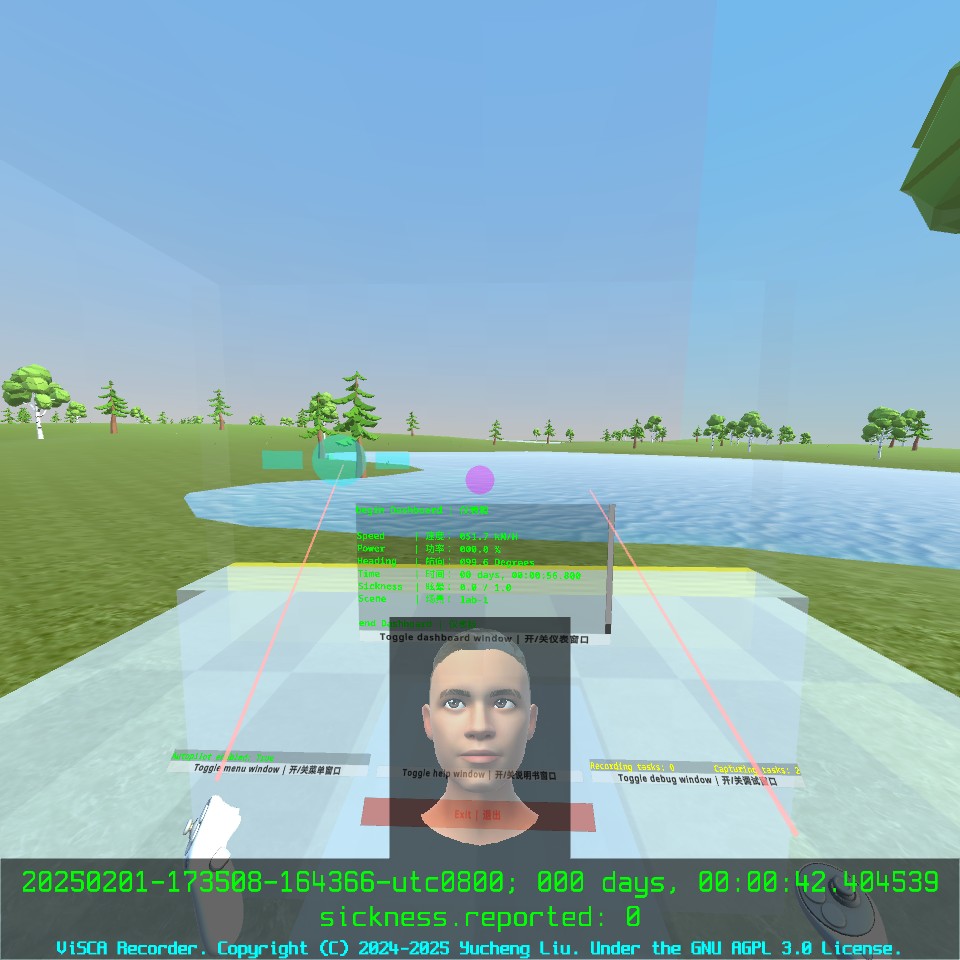 Begin Dashboard
Speed | 速度: 051.7 KM/H
Power | 功率: 000.0 %
Heading | 航向: 099.6 Degrees
Time | 时间: 00 days, 00:00:56.800
Sickness | 眩晕: 0.0 / 1.0
Scene | 场景: lab-1
End Dashboard |
Toggle dashboard window | 开/关仪表窗口
Autopilot enabled: True
Toggle menu window | 开/关菜单窗口
Toggle help window | 开/关说明书窗口
Recording tasks: 0 Capturing tasks: 2
Toggle debug window | 开/关调试窗口
Exit | 退出
20250201-173508-164366-utc0800; 000 days, 00:00:42.404539
sickness.reported: 0
ViSCA Recorder. Copyright (C) 2024-2025 Yucheng Liu. Under the GNU AGPL 3.0 License.